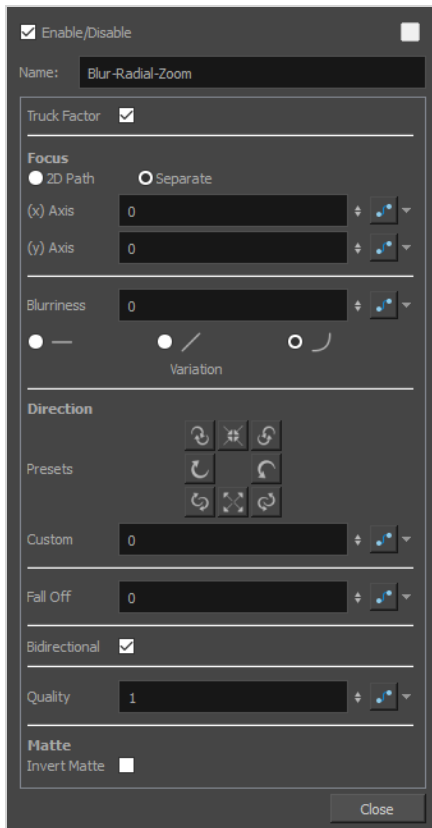 Enable/Disable
Name: Blur-Radial-Zoom
Truck Factor
Focus
2D Path Separate
(x) Axis 0
(y) Axis 0
Blurriness 0
Variation
Direction
Presets
Custom 0
Fall Off 0
Bidirectional
Quality 1
Matte
Invert Matte
Close